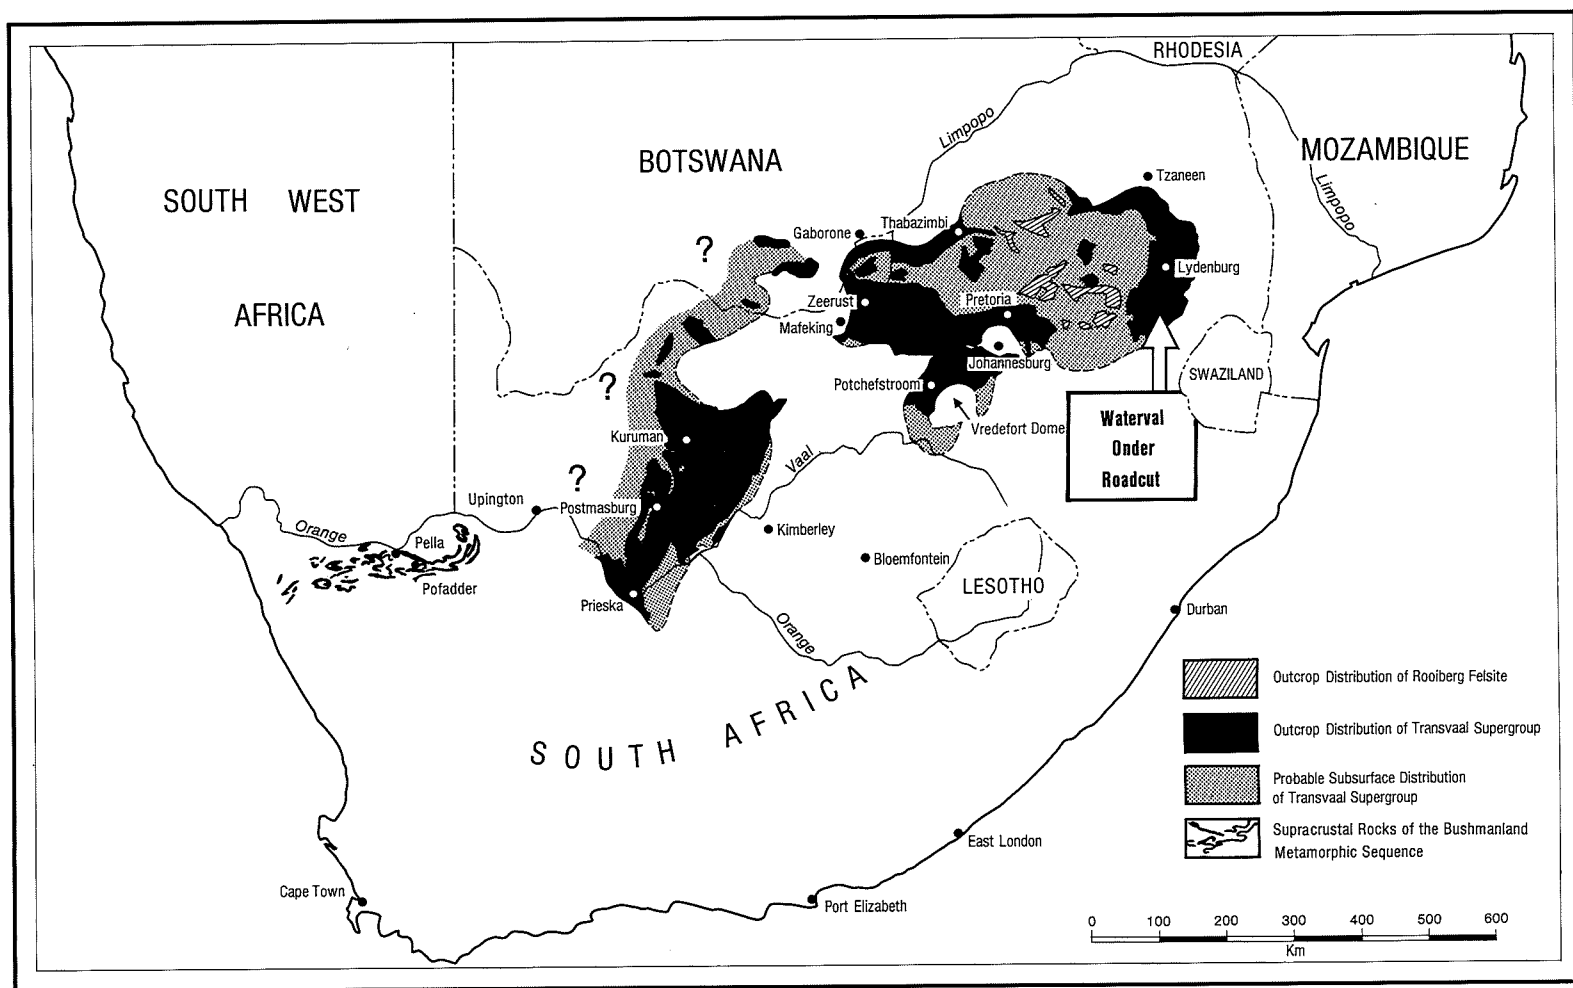 RHODESIA
Limpopo
MOZAMBIQUE
BOTSWANA
SOUTH WEST
AFRICA
Tzaneen
Limpopo
Thabazimbi
Gaborone
?
Lydenburg
Zeerust
Pretoria
Mafeking
Johannesburg
SWAZILAND
?
Potchefstroom
Vredefort Dome
Waterval
Onder
Roadcut
Kuruman
Vaal
?
Upington
Postmasburg
Orange
Kimberley
Pella
Bloemfontein
Pofadder
LESOTHO
Prieska
Orange
Durban
SOUTH AFRICA
Outcrop Distribution of Rooiberg Felsite
Outcrop Distribution of Transvaal Supergroup
Probable Subsurface Distribution
of Transvaal Supergroup
Supracrustal Rocks of the Bushmanland
Metamorphic Sequence
East London
Cape Town
Port Elizabeth
0 100 200 300 400 500 600
Km